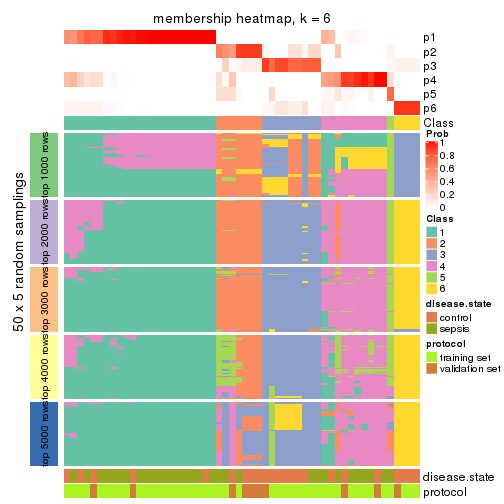 membership heatmap, k = 6
p1
p2
p3
p4
p5
p6
Class
50 x 5 random samplings
top 1000 rows
top 2000 rows
top 3000 rows
top 4000 rows
top 5000 rows
disease.state
protocol
Prob
1
0.8
0.6
0.4
0.2
0
Class
1
2
3
4
5
6
disease.state
control
sepsis
protocol
training set
validation set